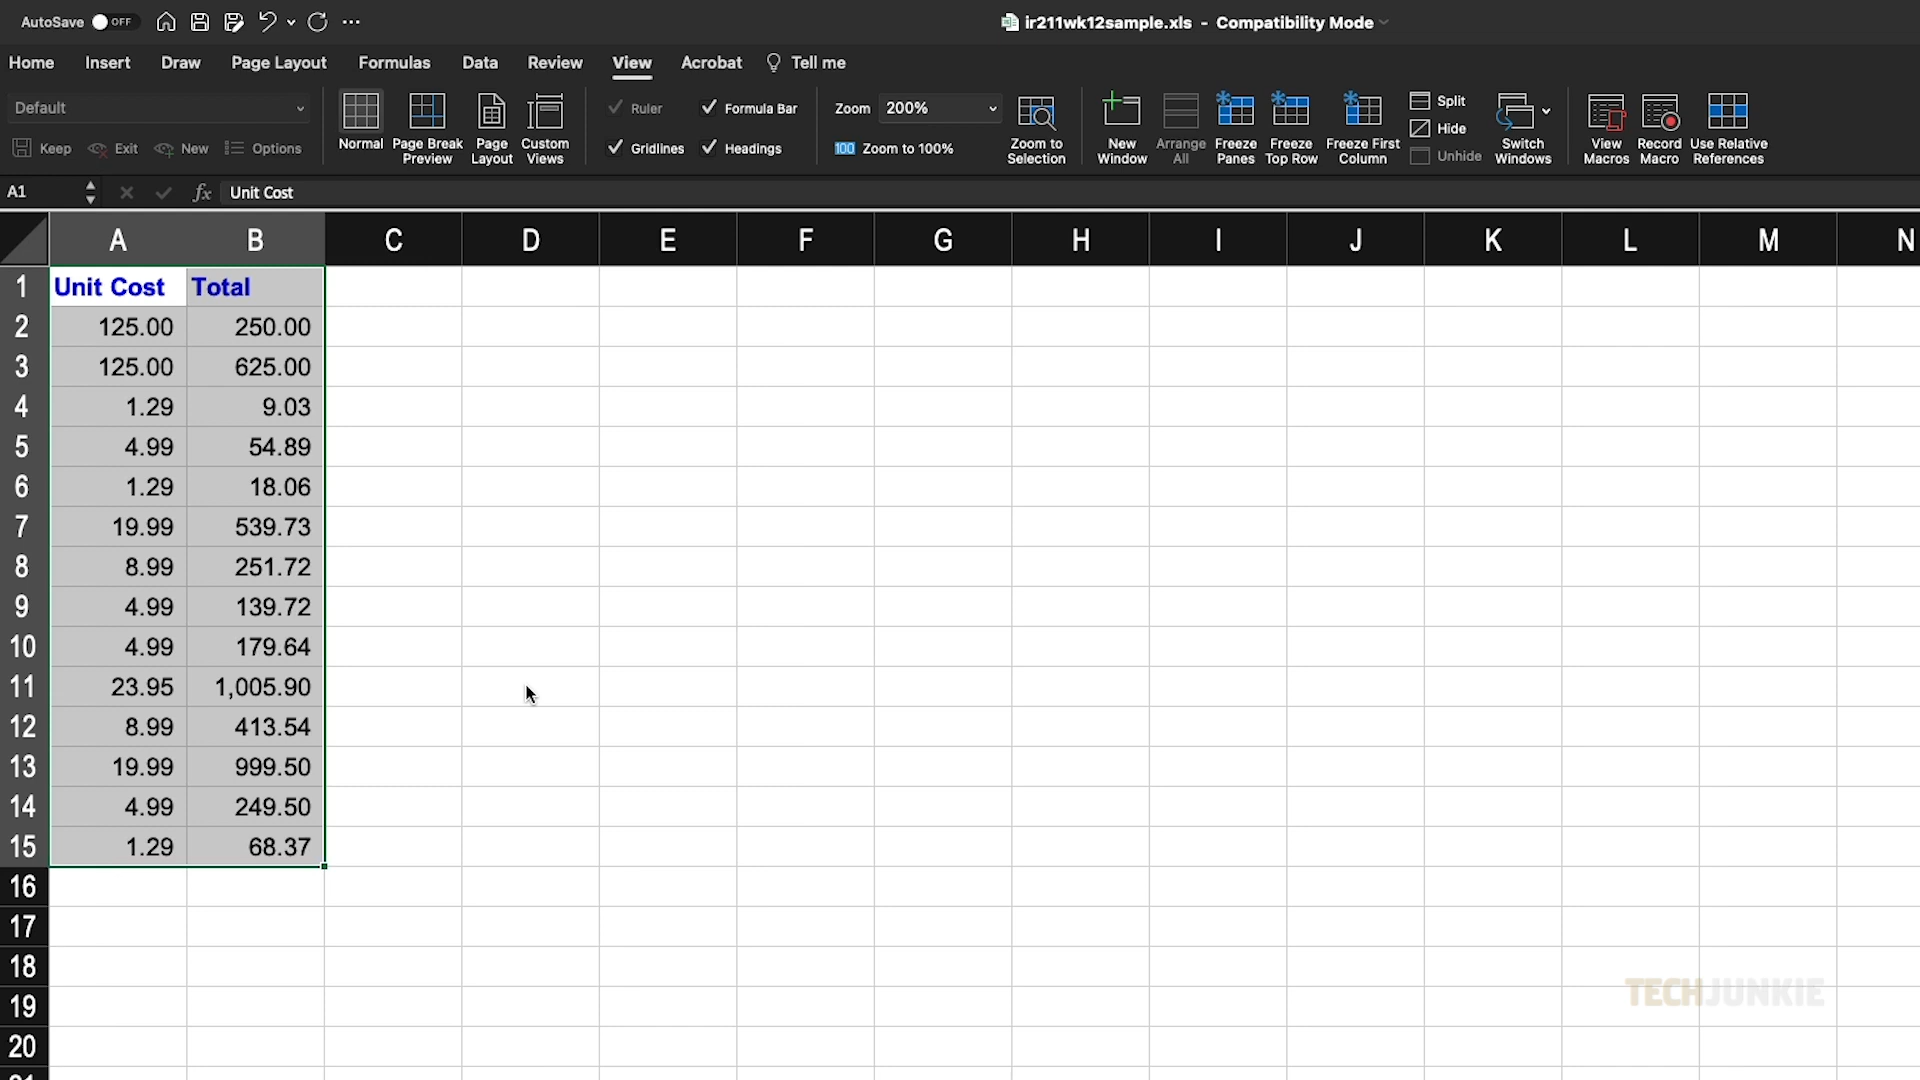 AutoSave OFF ir211wk12sample.xls - Compatibility Mode
Home Insert Draw Page Layout Formulas Data Review View Acrobat Tell me
Default
Keep Exit New Options
Normal
Page Break
Preview
Page
Layout
Custom
Views
Ruler Formula Bar
Gridlines Headings
Zoom 200%
100 Zoom to 100%
Zoom to
Selection
New
Window
Arrange
All
Freeze
Panes
Freeze
Top Row
Freeze First
Column
Split
Hide
Unhide
Switch
Windows
View
Macros
Record
Macro
Use Relative
References
A1 fx Unit Cost
A B C D E F G H I J K L M N
1 Unit Cost Total
2 125.00 250.00
3 125.00 625.00
4 1.29 9.03
5 4.99 54.89
6 1.29 18.06
7 19.99 539.73
8 8.99 251.72
9 4.99 139.72
10 4.99 179.64
11 23.95 1,005.90
12 8.99 413.54
13 19.99 999.50
14 4.99 249.50
15 1.29 68.37
16
17
18
19
20
21
TECHJUNKIE